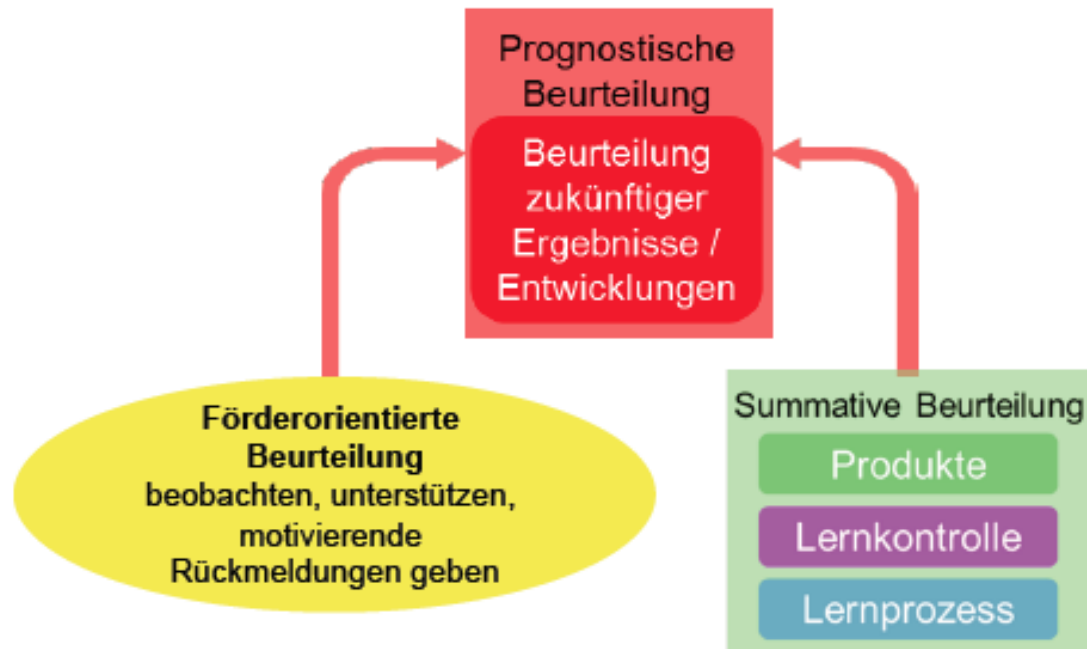 Prognostische
Beurteilung
Beurteilung
zukünftiger
Ergebnisse /
Entwicklungen
Förderorientierte
Beurteilung
beobachten, unterstützen,
motivierende
Rückmeldungen geben
Summative Beurteilung
Produkte
Lernkontrolle
Lernprozess